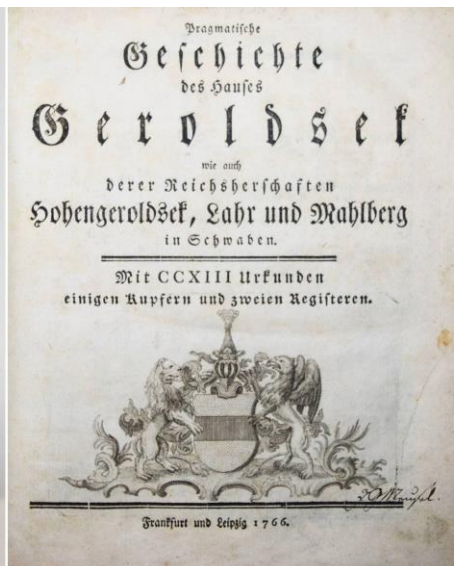 Pragmatische
Geschichte
des Hauses
Geroldsek
wie auch
derer Reichsherschaften
Hohengeroldsek, Lahr und Mahlberg
in Schwaben.
Mit CCXIII Urkunden
einigen Kupfern und zweien Registeren.
Meusel.
Frankfurt und Leipzig 1766.